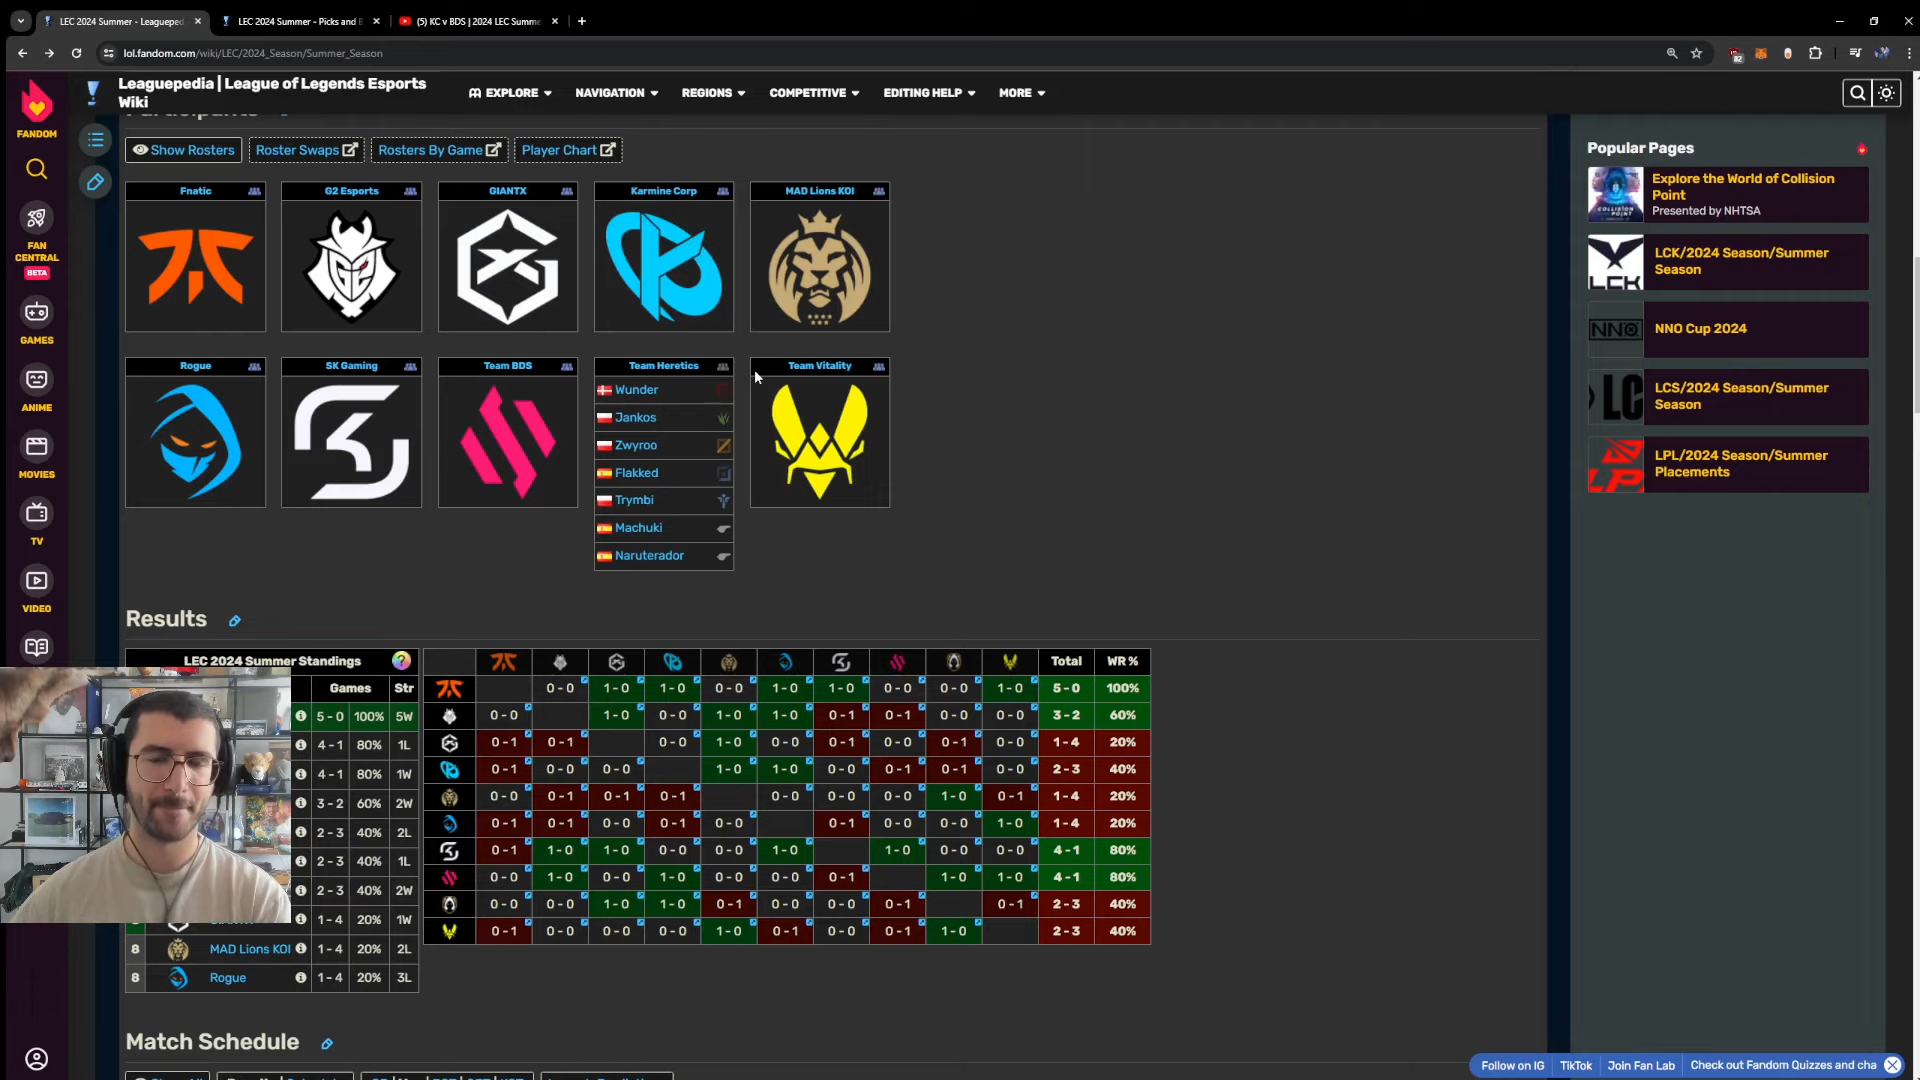 LEC 2024 Summer - Leagueped
LEC 2024 Summer - Picks and B
(5) KC v BDS | 2024 LEC Summe
lol.fandom.com/wiki/LEC/2024_Season/Summer_Season
82
FANDOM
FAN CENTRAL
BETA
GAMES
ANIME
MOVIES
TV
VIDEO
Leaguepedia | League of Legends Esports Wiki
EXPLORE
NAVIGATION
REGIONS
COMPETITIVE
EDITING HELP
MORE
Participants
Show Rosters
Roster Swaps
Rosters By Game
Player Chart
Fnatic
G2 Esports
GIANTX
Karmine Corp
MAD Lions KOI
Rogue
SK Gaming
Team BDS
Team Heretics
Team Vitality
Wunder
Jankos
Zwyroo
Flakked
Trymbi
Machuki
Naruterador
Results
LEC 2024 Summer Standings
Games Str
5 - 0 100% 5W
4 - 1 80% 1L
4 - 1 80% 1W
3 - 2 60% 2W
2 - 3 40% 2L
2 - 3 40% 1L
2 - 3 40% 2W
1 - 4 20% 1W
8 MAD Lions KOI 1 - 4 20% 2L
8 Rogue 1 - 4 20% 3L
Total WR %
0 - 0 1 - 0 1 - 0 0 - 0 1 - 0 1 - 0 0 - 0 0 - 0 1 - 0 5 - 0 100%
0 - 0 1 - 0 0 - 0 1 - 0 1 - 0 0 - 1 0 - 1 0 - 0 0 - 0 3 - 2 60%
0 - 1 0 - 1 0 - 0 1 - 0 0 - 0 0 - 1 0 - 0 0 - 1 0 - 0 1 - 4 20%
0 - 1 0 - 0 0 - 0 1 - 0 1 - 0 0 - 0 0 - 1 0 - 1 0 - 0 2 - 3 40%
0 - 0 0 - 1 0 - 1 0 - 1 0 - 0 0 - 0 0 - 0 1 - 0 0 - 1 1 - 4 20%
0 - 1 0 - 1 0 - 0 0 - 1 0 - 0 0 - 1 0 - 0 0 - 0 1 - 0 1 - 4 20%
0 - 1 1 - 0 1 - 0 0 - 0 0 - 0 1 - 0 1 - 0 0 - 0 0 - 0 4 - 1 80%
0 - 0 1 - 0 0 - 0 1 - 0 0 - 0 0 - 0 0 - 1 1 - 0 1 - 0 4 - 1 80%
0 - 0 0 - 0 1 - 0 1 - 0 0 - 1 0 - 0 0 - 0 0 - 1 0 - 1 2 - 3 40%
0 - 1 0 - 0 0 - 0 0 - 0 1 - 0 0 - 1 0 - 0 0 - 1 1 - 0 2 - 3 40%
Match Schedule
Popular Pages
Explore the World of Collision Point
Presented by NHTSA
LCK/2024 Season/Summer Season
NNO Cup 2024
LCS/2024 Season/Summer Season
LPL/2024 Season/Summer Placements
Follow on IG
TikTok
Join Fan Lab
Check out Fandom Quizzes and cha